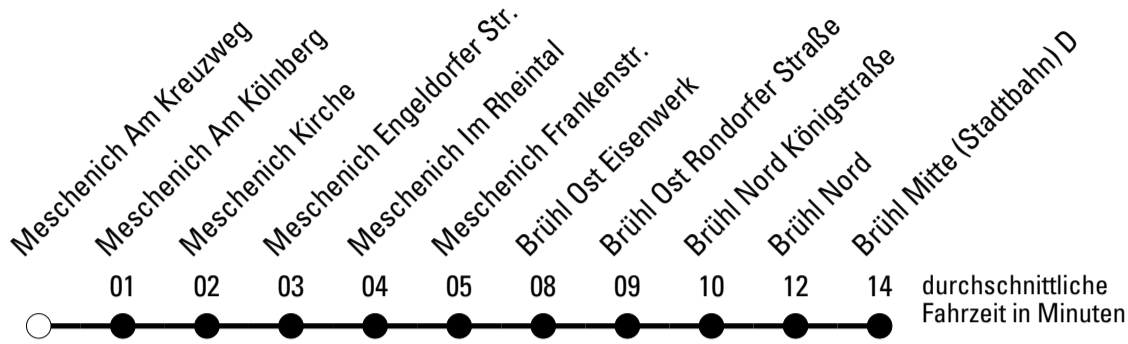 Meschenich Am Kreuzweg
Meschenich Am Kölnberg
Meschenich Kirche
Meschenich Engeldorfer Str.
Meschenich Im Rheintal
Meschenich Frankenstr.
Brühl Ost Eisenwerk
Brühl Ost Rondorfer Straße
Brühl Nord Königstraße
Brühl Nord
Brühl Mitte (Stadtbahn) D
01 02 03 04 05 08 09 10 12 14
durchschnittliche
Fahrzeit in Minuten